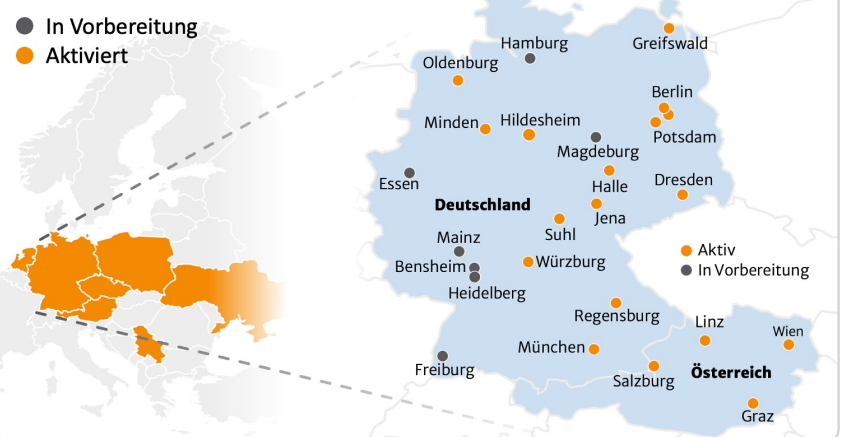 In Vorbereitung
Aktiviert
Hamburg
Greifswald
Oldenburg
Berlin
Minden
Hildesheim
Potsdam
Magdeburg
Essen
Halle
Dresden
Deutschland
Jena
Suhl
Mainz
Aktiv
Bensheim
Würzburg
In Vorbereitung
Heidelberg
Regensburg
Linz
Wien
München
Freiburg
Salzburg
Österreich
Graz